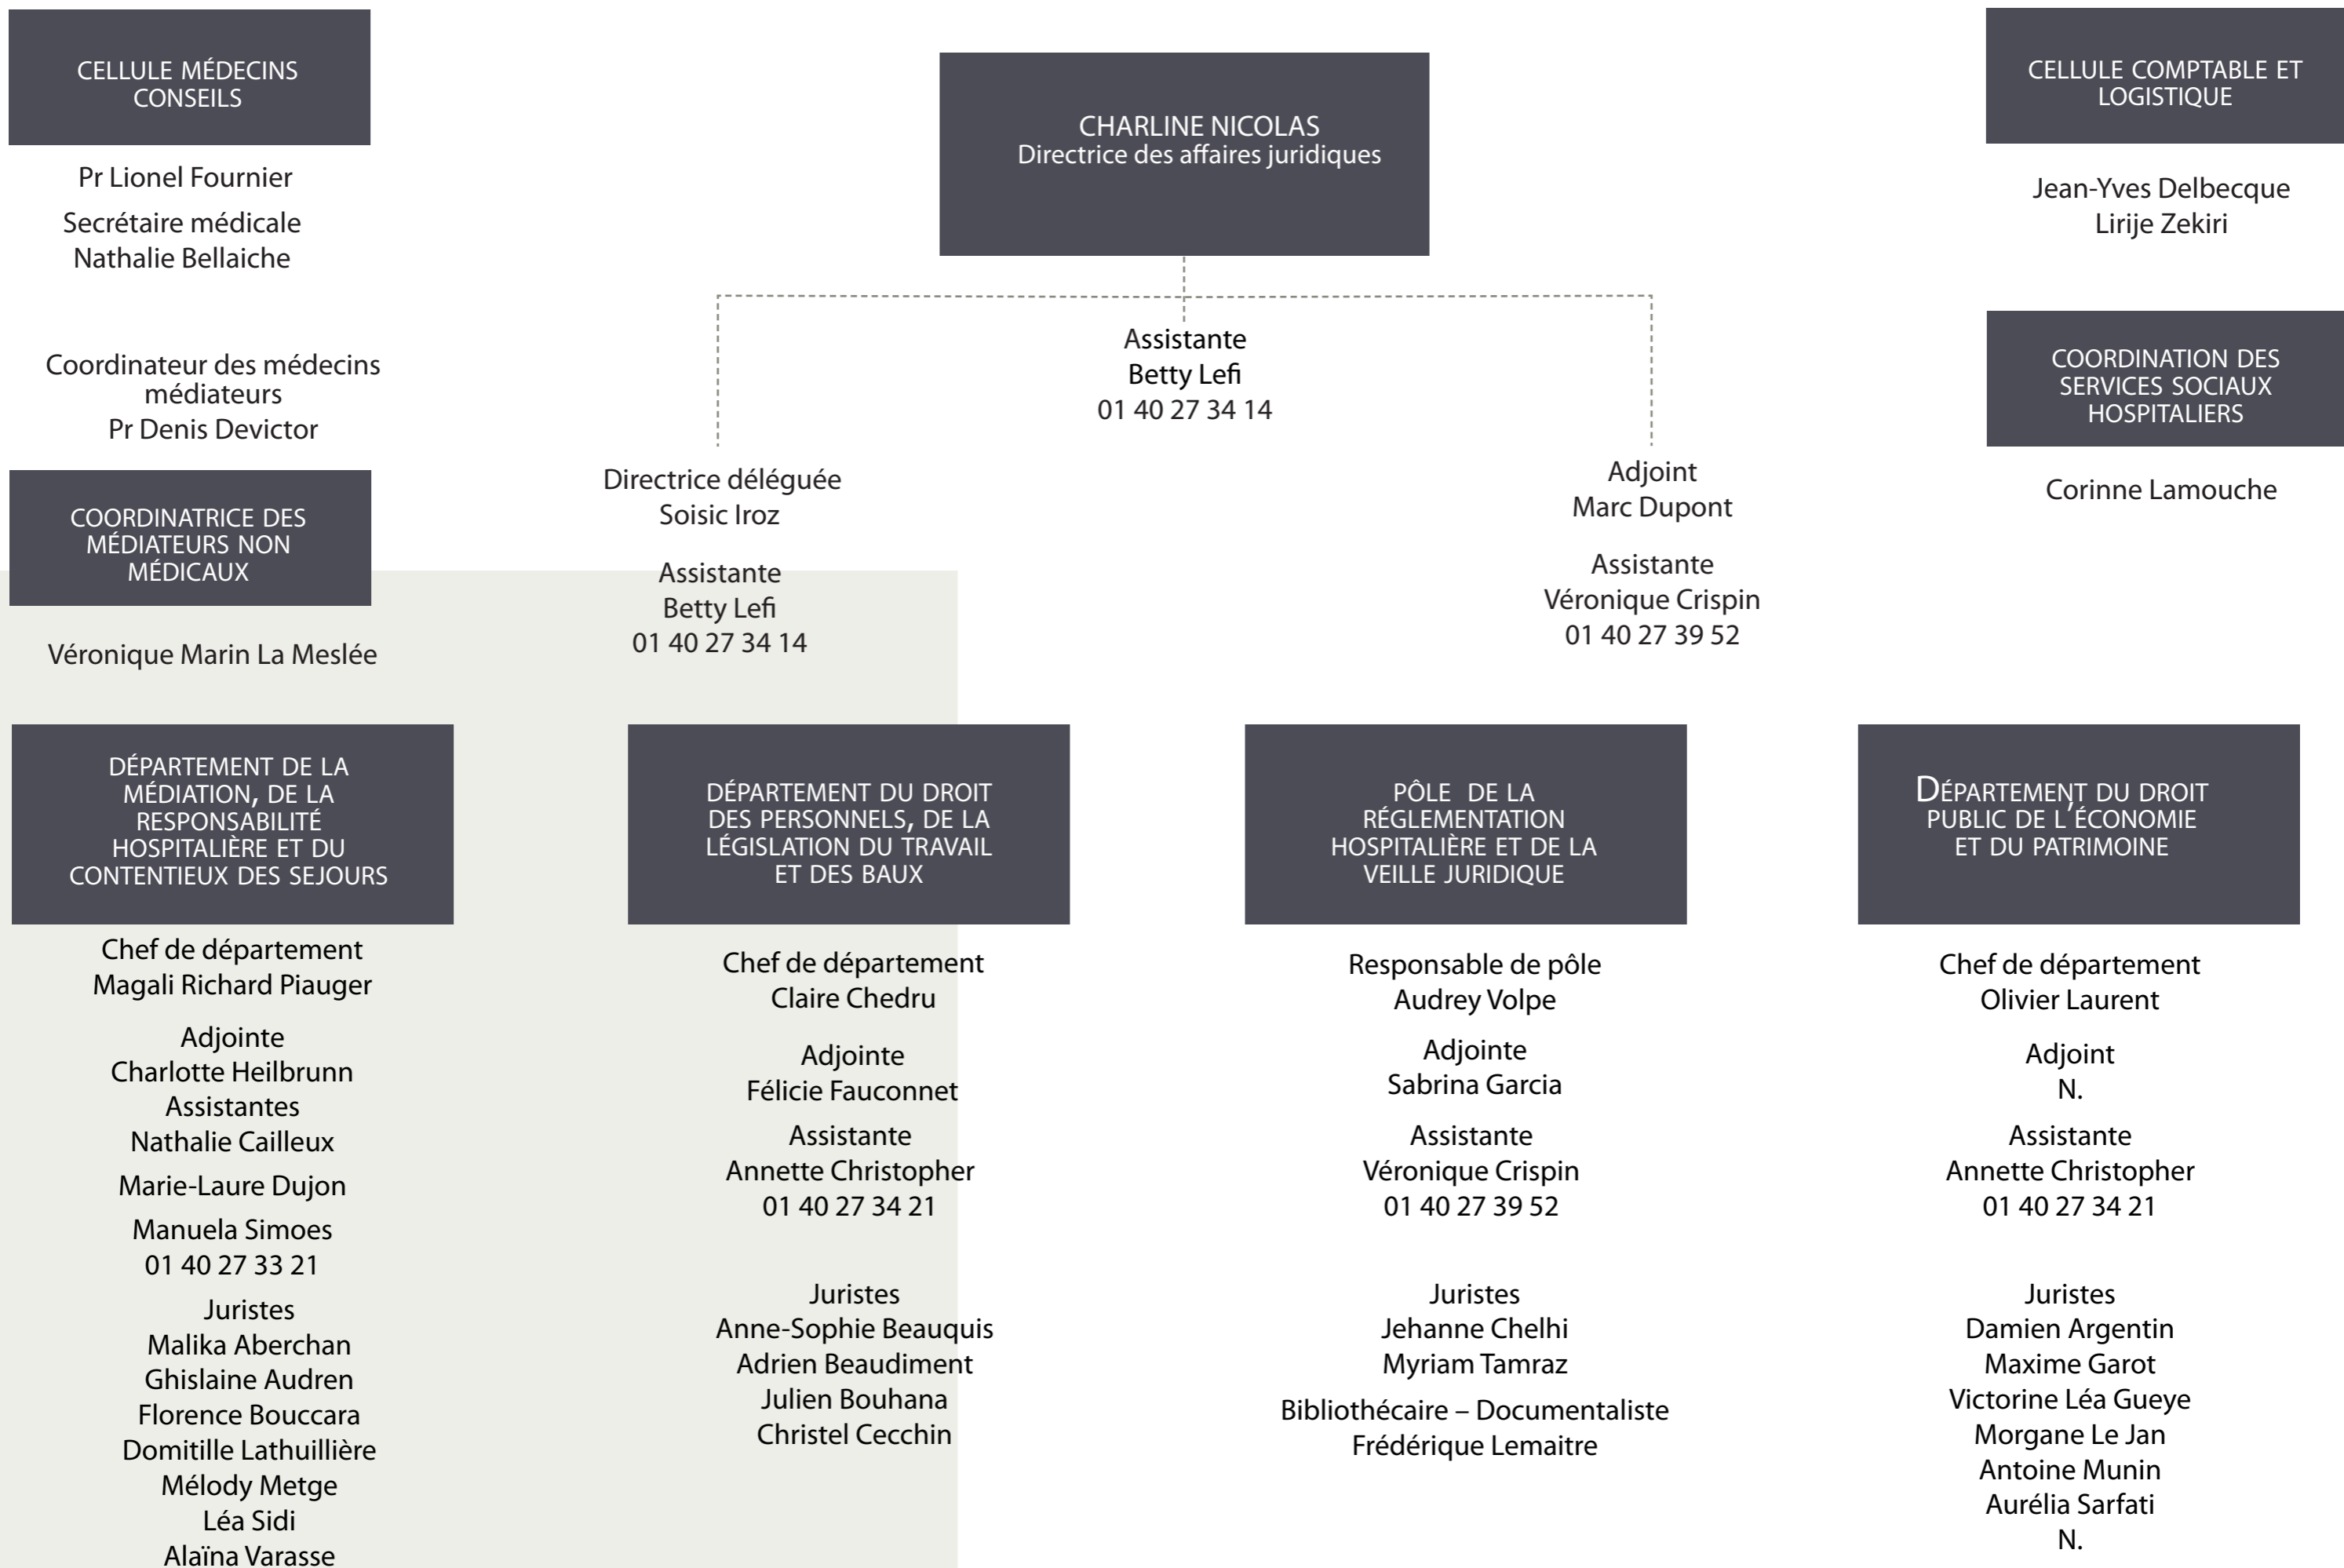 CELLULE MÉDECINS
CONSEILS
Pr Lionel Fournier
Secrétaire médicale
Nathalie Bellaiche
Coordinateur des médecins
médiateurs
Pr Denis Devictor
COORDINATRICE DES
MÉDIATEURS NON
MÉDICAUX
Véronique Marin La Meslée
CHARLINE NICOLAS
Directrice des affaires juridiques
Assistante
Betty Lefi
01 40 27 34 14
Directrice déléguée
Soisic Iroz
Assistante
Betty Lefi
01 40 27 34 14
Adjoint
Marc Dupont
Assistante
Véronique Crispin
01 40 27 39 52
CELLULE COMPTABLE ET
LOGISTIQUE
Jean-Yves Delbecque
Lirije Zekiri
COORDINATION DES
SERVICES SOCIAUX
HOSPITALIERS
Corinne Lamouche
DÉPARTEMENT DE LA
MÉDIATION, DE LA
RESPONSABILITÉ
HOSPITALIÈRE ET DU
CONTENTIEUX DES SEJOURS
Chef de département
Magali Richard Piauger
Adjointe
Charlotte Heilbrunn
Assistantes
Nathalie Cailleux
Marie-Laure Dujon
Manuela Simoes
01 40 27 33 21
Juristes
Malika Aberchan
Ghislaine Audren
Florence Bouccara
Domitille Lathuillière
Mélody Metge
Léa Sidi
Alaïna Varasse
DÉPARTEMENT DU DROIT
DES PERSONNELS, DE LA
LÉGISLATION DU TRAVAIL
ET DES BAUX
Chef de département
Claire Chedru
Adjointe
Félicie Fauconnet
Assistante
Annette Christopher
01 40 27 34 21
Juristes
Anne-Sophie Beauquis
Adrien Beaudiment
Julien Bouhana
Christel Cecchin
PÔLE DE LA
RÉGLEMENTATION
HOSPITALIÈRE ET DE LA
VEILLE JURIDIQUE
Responsable de pôle
Audrey Volpe
Adjointe
Sabrina Garcia
Assistante
Véronique Crispin
01 40 27 39 52
Juristes
Jehanne Chelhi
Myriam Tamraz
Bibliothécaire – Documentaliste
Frédérique Lemaitre
DÉPARTEMENT DU DROIT
PUBLIC DE L'ÉCONOMIE
ET DU PATRIMOINE
Chef de département
Olivier Laurent
Adjoint
N.
Assistante
Annette Christopher
01 40 27 34 21
Juristes
Damien Argentin
Maxime Garot
Victorine Léa Gueye
Morgane Le Jan
Antoine Munin
Aurélia Sarfati
N.